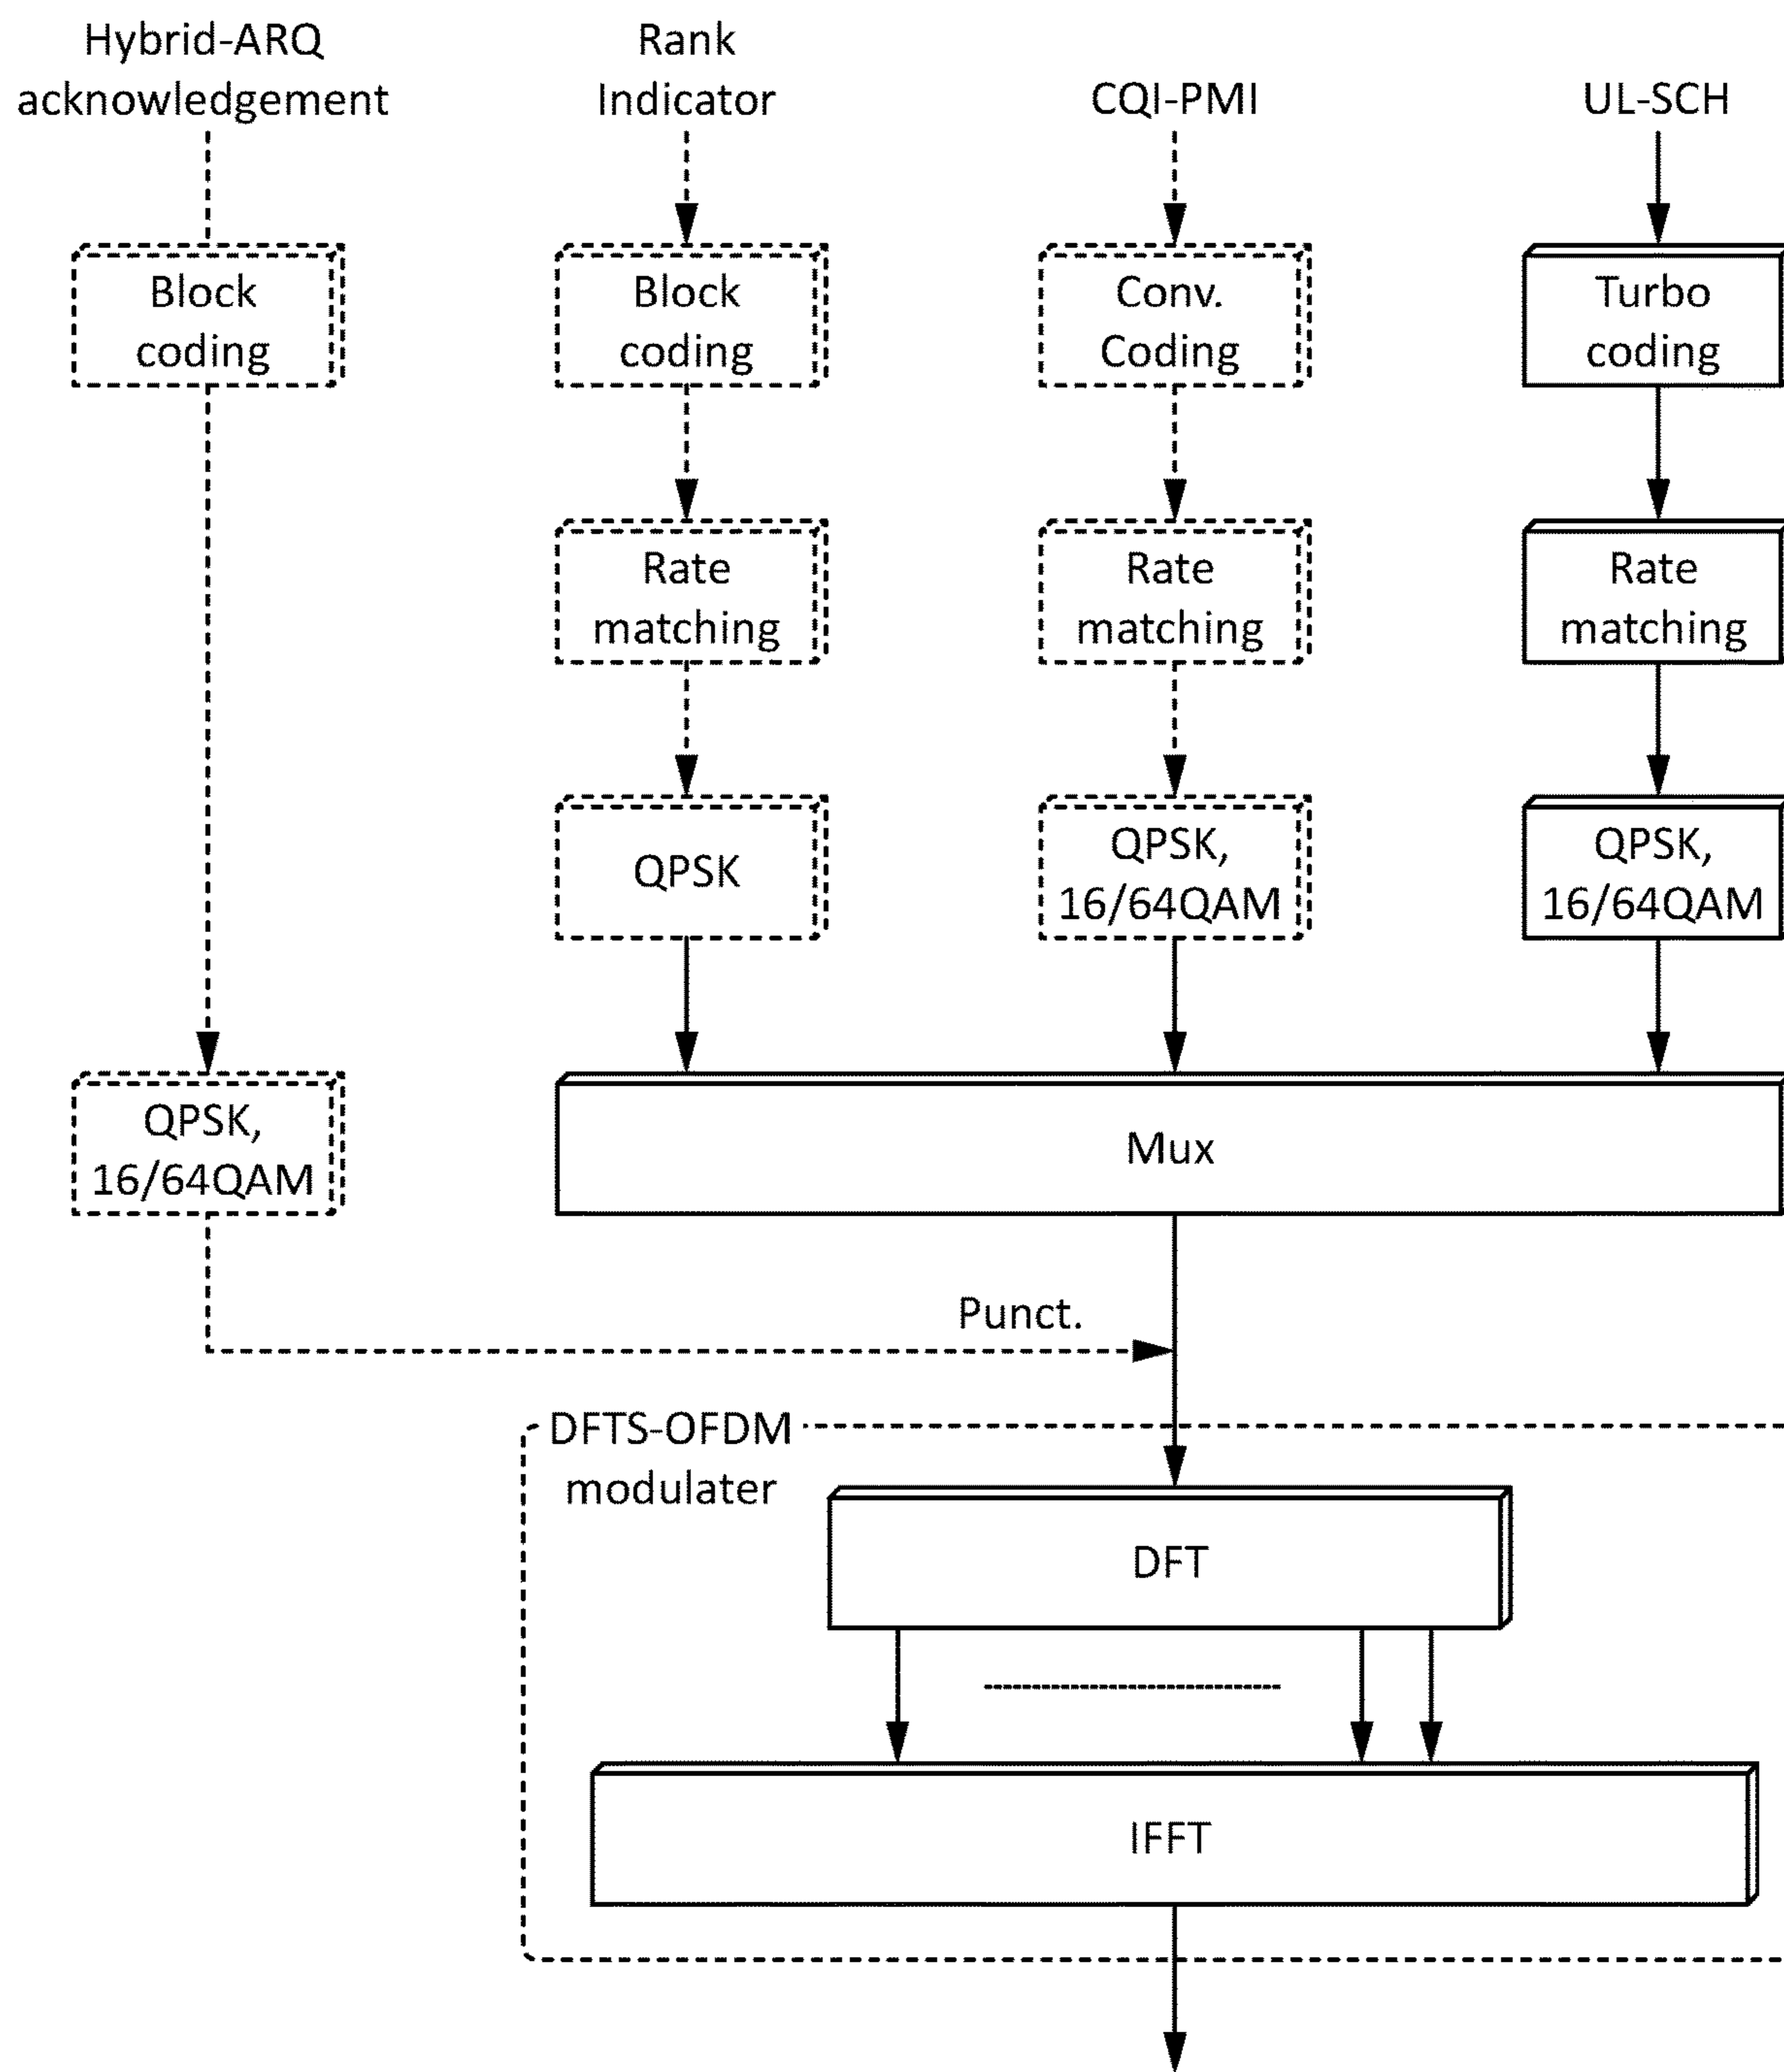 Hybrid-ARQ
acknowledgement
Rank
Indicator
CQI-PMI
UL-SCH
Block
coding
Block
coding
Conv.
Coding
Turbo
coding
Rate
matching
Rate
matching
Rate
matching
QPSK
QPSK,
16/64QAM
QPSK,
16/64QAM
QPSK,
16/64QAM
Mux
Punct.
DFTS-OFDM
modulater
DFT
IFFT